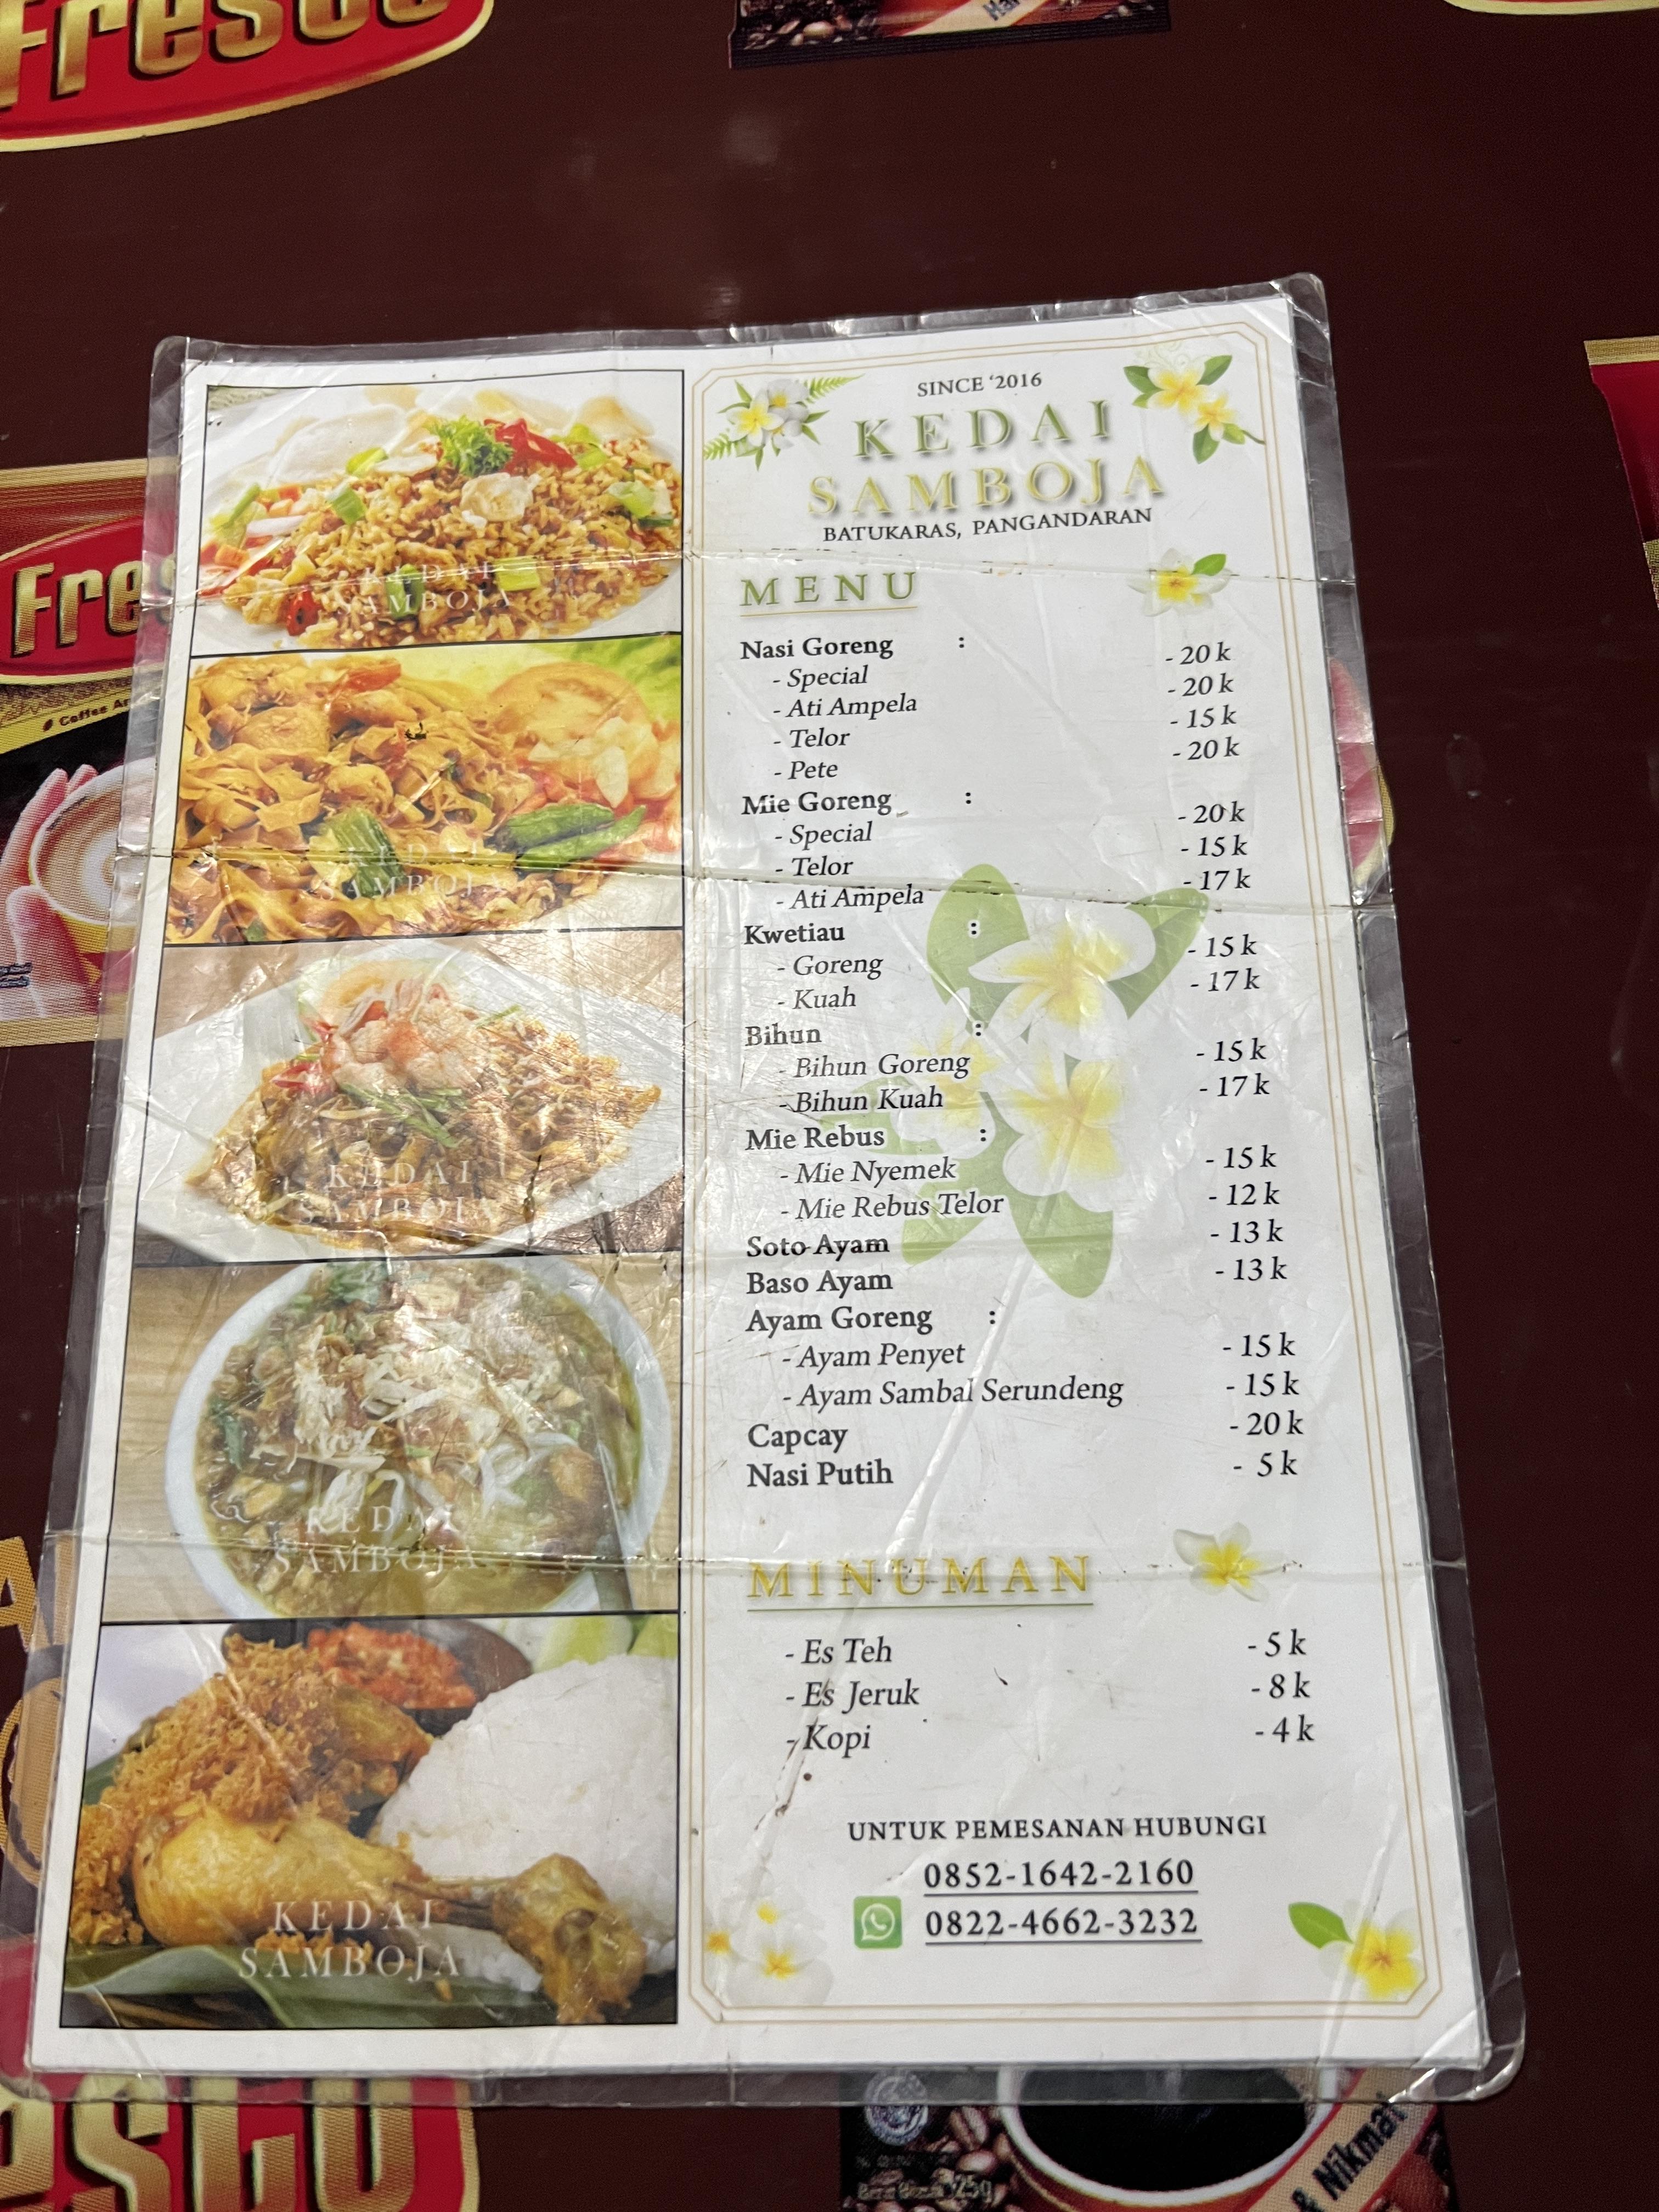 Fresco
SINCE '2016
KEDAI
SAMBOJA
BATUKARAS, PANGANDARAN
MENU
Nasi Goreng :
- Special - 20 k
- Ati Ampela - 20 k
- Telor - 15 k
- Pete - 20 k
Mie Goreng :
- Special - 20 k
- Telor - 15 k
- Ati Ampela - 17 k
Kwetiau :
- Goreng - 15 k
- Kuah - 17 k
Bihun :
- Bihun Goreng - 15 k
- Bihun Kuah - 17 k
Mie Rebus :
- Mie Nyemek - 15 k
- Mie Rebus Telor - 12 k
Soto Ayam - 13 k
Baso Ayam - 13 k
Ayam Goreng :
- Ayam Penyet - 15 k
- Ayam Sambal Serundeng - 15 k
Capcay - 20 k
Nasi Putih - 5 k
MINUMAN
- Es Teh - 5 k
- Es Jeruk - 8 k
- Kopi - 4 k
UNTUK PEMESANAN HUBUNGI
0852-1642-2160
0822-4662-3232
KEDAI
SAMBOJA
KEDAI
SAMBOJA
KEDAI
SAMBOJA
KEDAI
SAMBOJA
KEDAI
SAMBOJA
Fre
Coffee
esco
& Nikmat